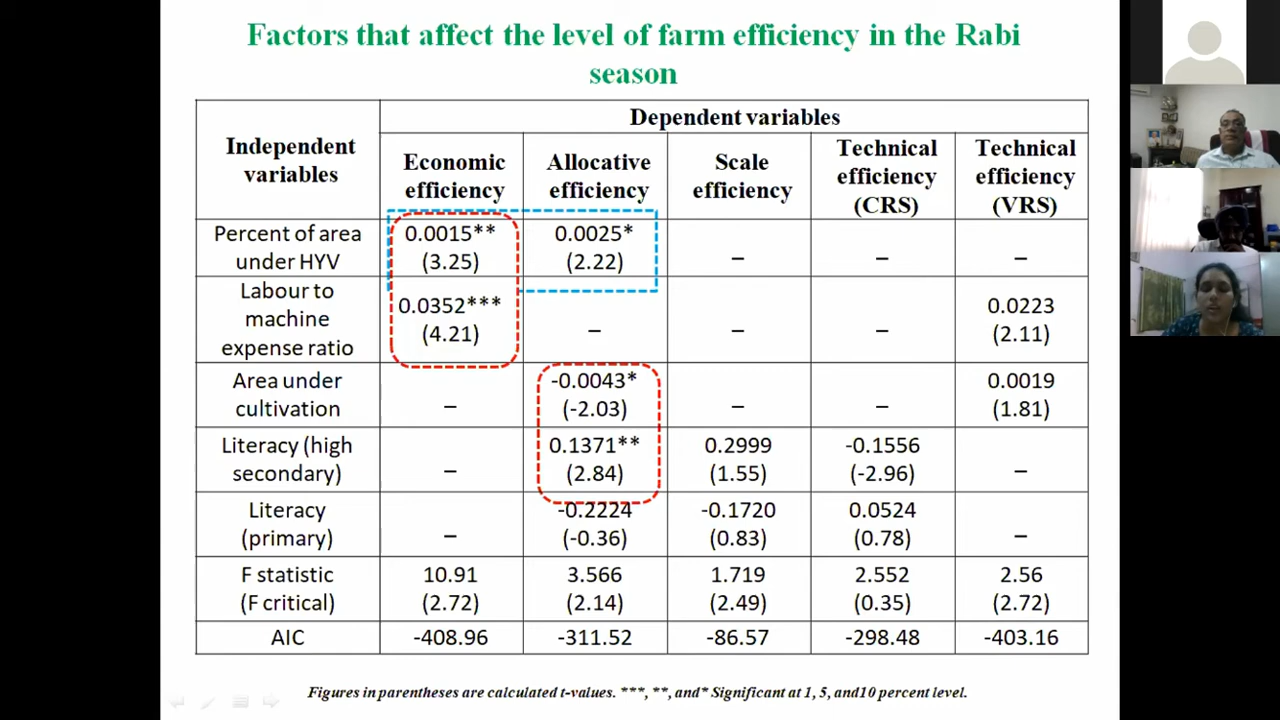 Factors that affect the level of farm efficiency in the Rabi
season
Independent
variables
Dependent variables
Economic
efficiency
Allocative
efficiency
Scale
efficiency
Technical
efficiency
(CRS)
Technical
efficiency
(VRS)
Percent of area
under HYV
0.0015**
(3.25)
0.0025*
(2.22)
–
–
–
Labour to
machine
expense ratio
0.0352***
(4.21)
–
–
–
0.0223
(2.11)
Area under
cultivation
–
-0.0043*
(-2.03)
–
–
0.0019
(1.81)
Literacy (high
secondary)
–
0.1371**
(2.84)
0.2999
(1.55)
-0.1556
(-2.96)
–
Literacy
(primary)
–
-0.2224
(-0.36)
-0.1720
(0.83)
0.0524
(0.78)
–
F statistic
(F critical)
10.91
(2.72)
3.566
(2.14)
1.719
(2.49)
2.552
(0.35)
2.56
(2.72)
AIC
-408.96
-311.52
-86.57
-298.48
-403.16
Figures in parentheses are calculated t-values. ***, **, and* Significant at 1, 5, and10 percent level.